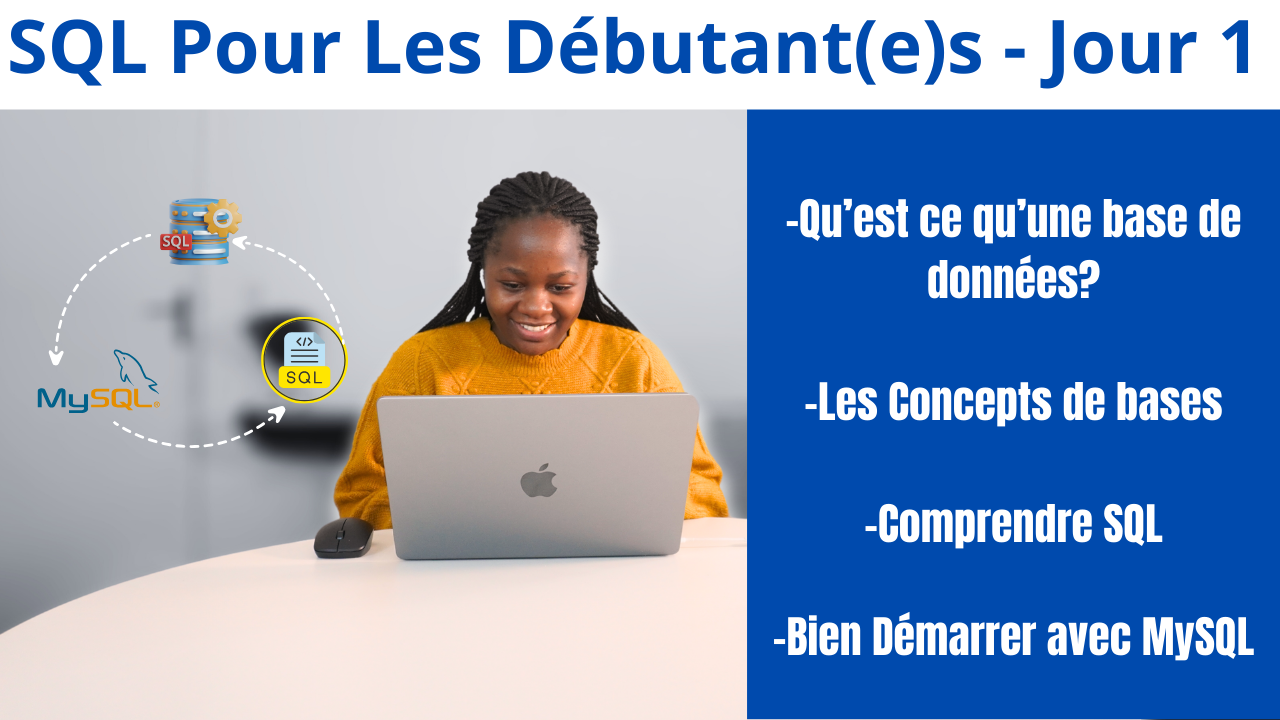 SQL Pour Les Débutant(e)s - Jour 1
SQL
MySQL®
</>
SQL
-Qu’est ce qu’une base de
données?
-Les Concepts de bases
-Comprendre SQL
-Bien Démarrer avec MySQL